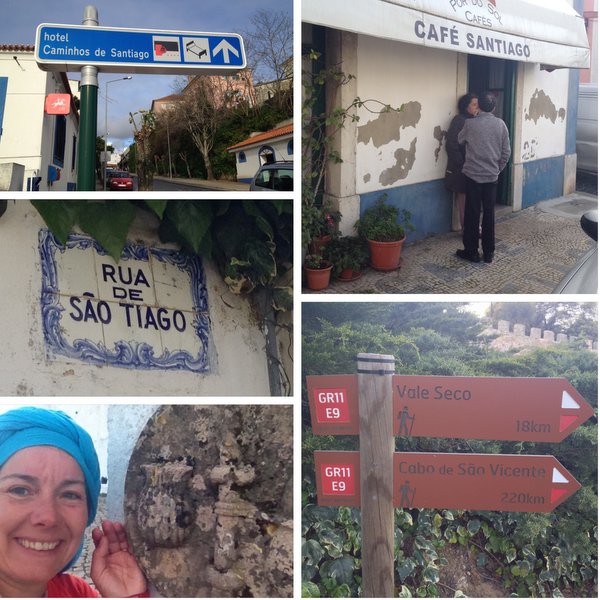 hotel
Caminhos de Santiago
CAFÉS
CAFÉ SANTIAGO
RUA
DE
SÃO TIAGO
GR11
E9
Vale Seco
18km
GR11
E9
Cabo de São Vicente
220km